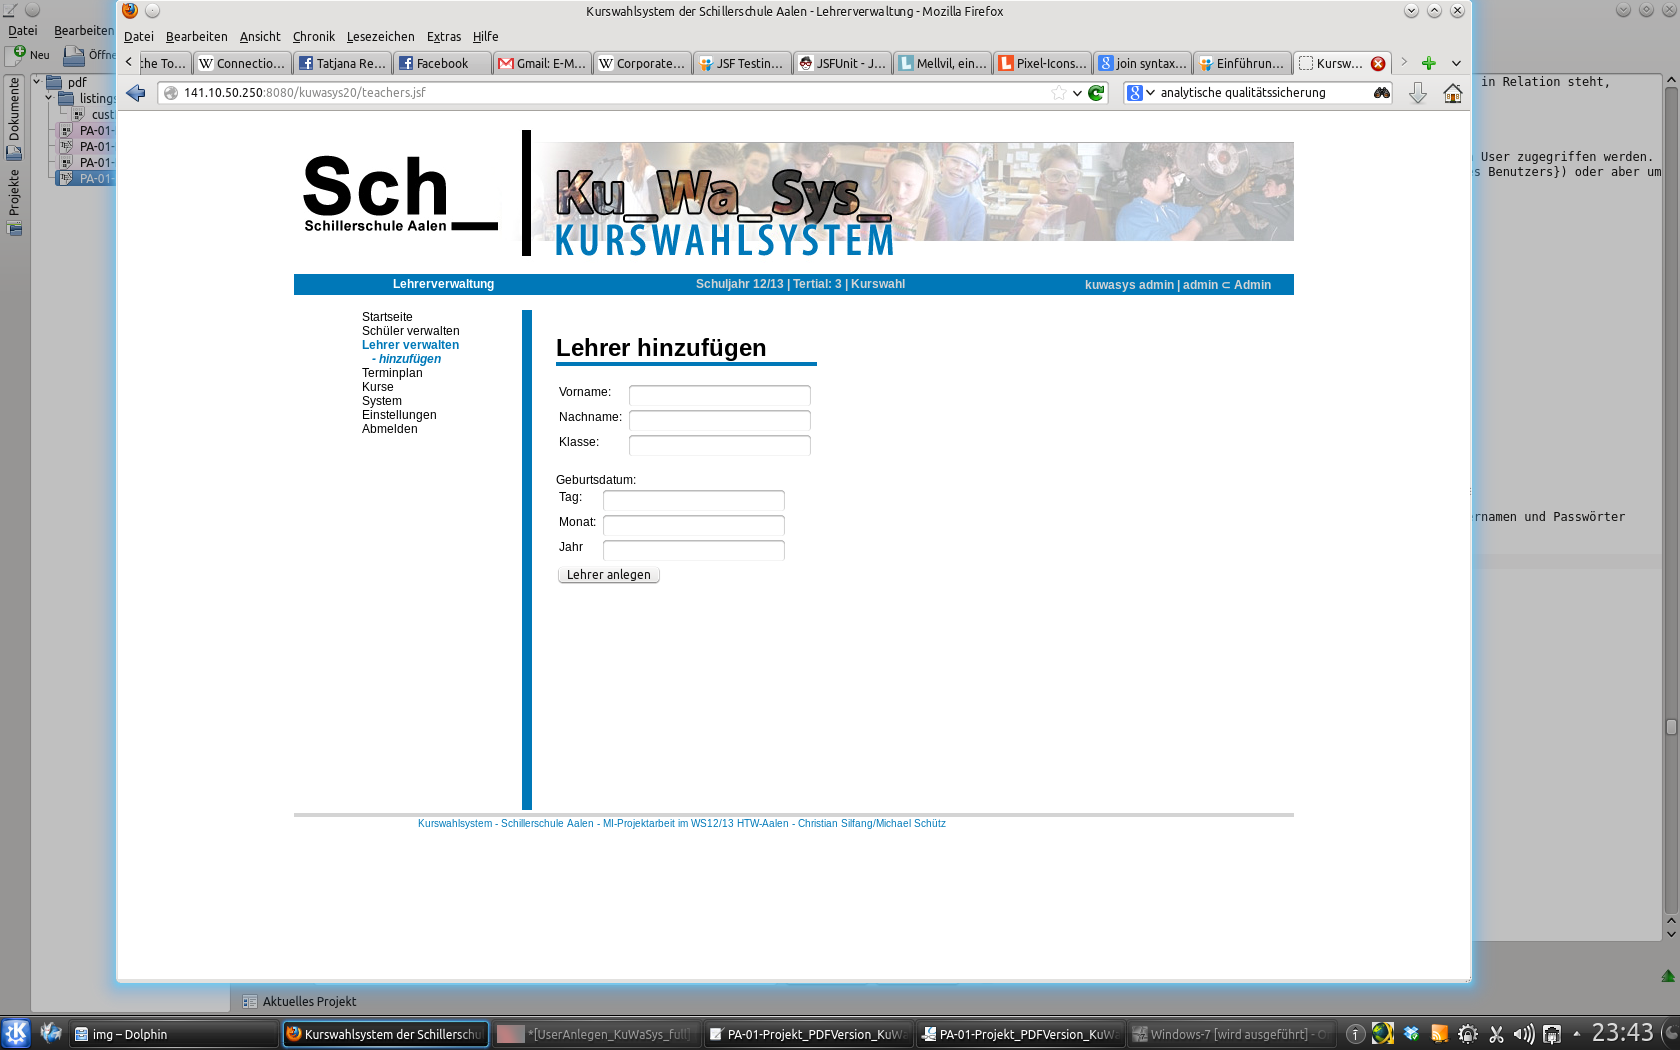 Kurswahlsystem der Schillerschule Aalen - Lehrerverwaltung - Mozilla Firefox
Datei Bearbeiten
Datei Bearbeiten Ansicht Chronik Lesezeichen Extras Hilfe
Neu
che To... Connectio... Tatjana Re... Facebook Gmail: E-M... Corporate... JSF Testin... JSFUnit - J... Mellvil, ein... Pixel-Icons... join syntax... Einführun... Kursw...
141.10.50.250:8080/kuwasys20/teachers.jsf
analytische qualitätssicherung
Dokumente
Projekte
pdf
listings
cust
PA-01-
PA-01-
PA-01-
PA-01-
in Relation steht,
User zugegriffen werden.
Benutzers}) oder aber um
ernamen und Passwörter
Sch_
Schillerschule Aalen
Ku_Wa_Sys_
KURSWAHLSYSTEM
Lehrerverwaltung
Schuljahr 12/13 | Tertial: 3 | Kurswahl
kuwasys admin | admin ⊂ Admin
Startseite
Schüler verwalten
Lehrer verwalten
- hinzufügen
Terminplan
Kurse
System
Einstellungen
Abmelden
Lehrer hinzufügen
Vorname:
Nachname:
Klasse:
Geburtsdatum:
Tag:
Monat:
Jahr
Lehrer anlegen
Kurswahlsystem - Schillerschule Aalen - MI-Projektarbeit im WS12/13 HTW-Aalen - Christian Silfang/Michael Schütz
Aktuelles Projekt
img – Dolphin
Kurswahlsystem der Schillerschu
*[UserAnlegen_KuWaSys_full]
PA-01-Projekt_PDFVersion_KuWa
PA-01-Projekt_PDFVersion_KuWa
Windows-7 [wird ausgeführt] - O
23:43